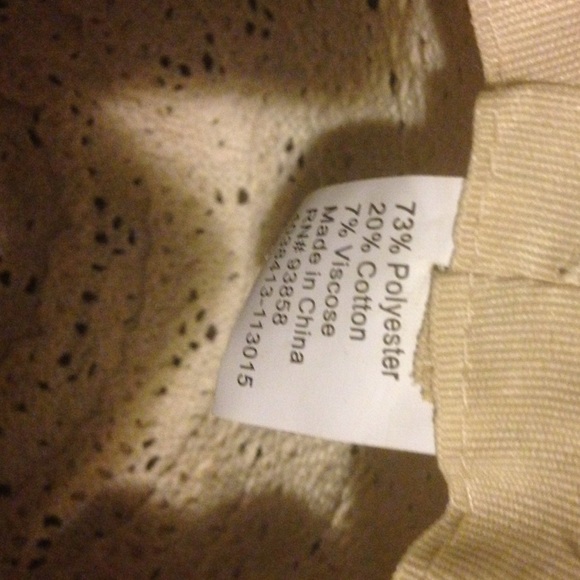 73% Polyester
20% Cotton
7% Viscose
Made in China
RN# 93858